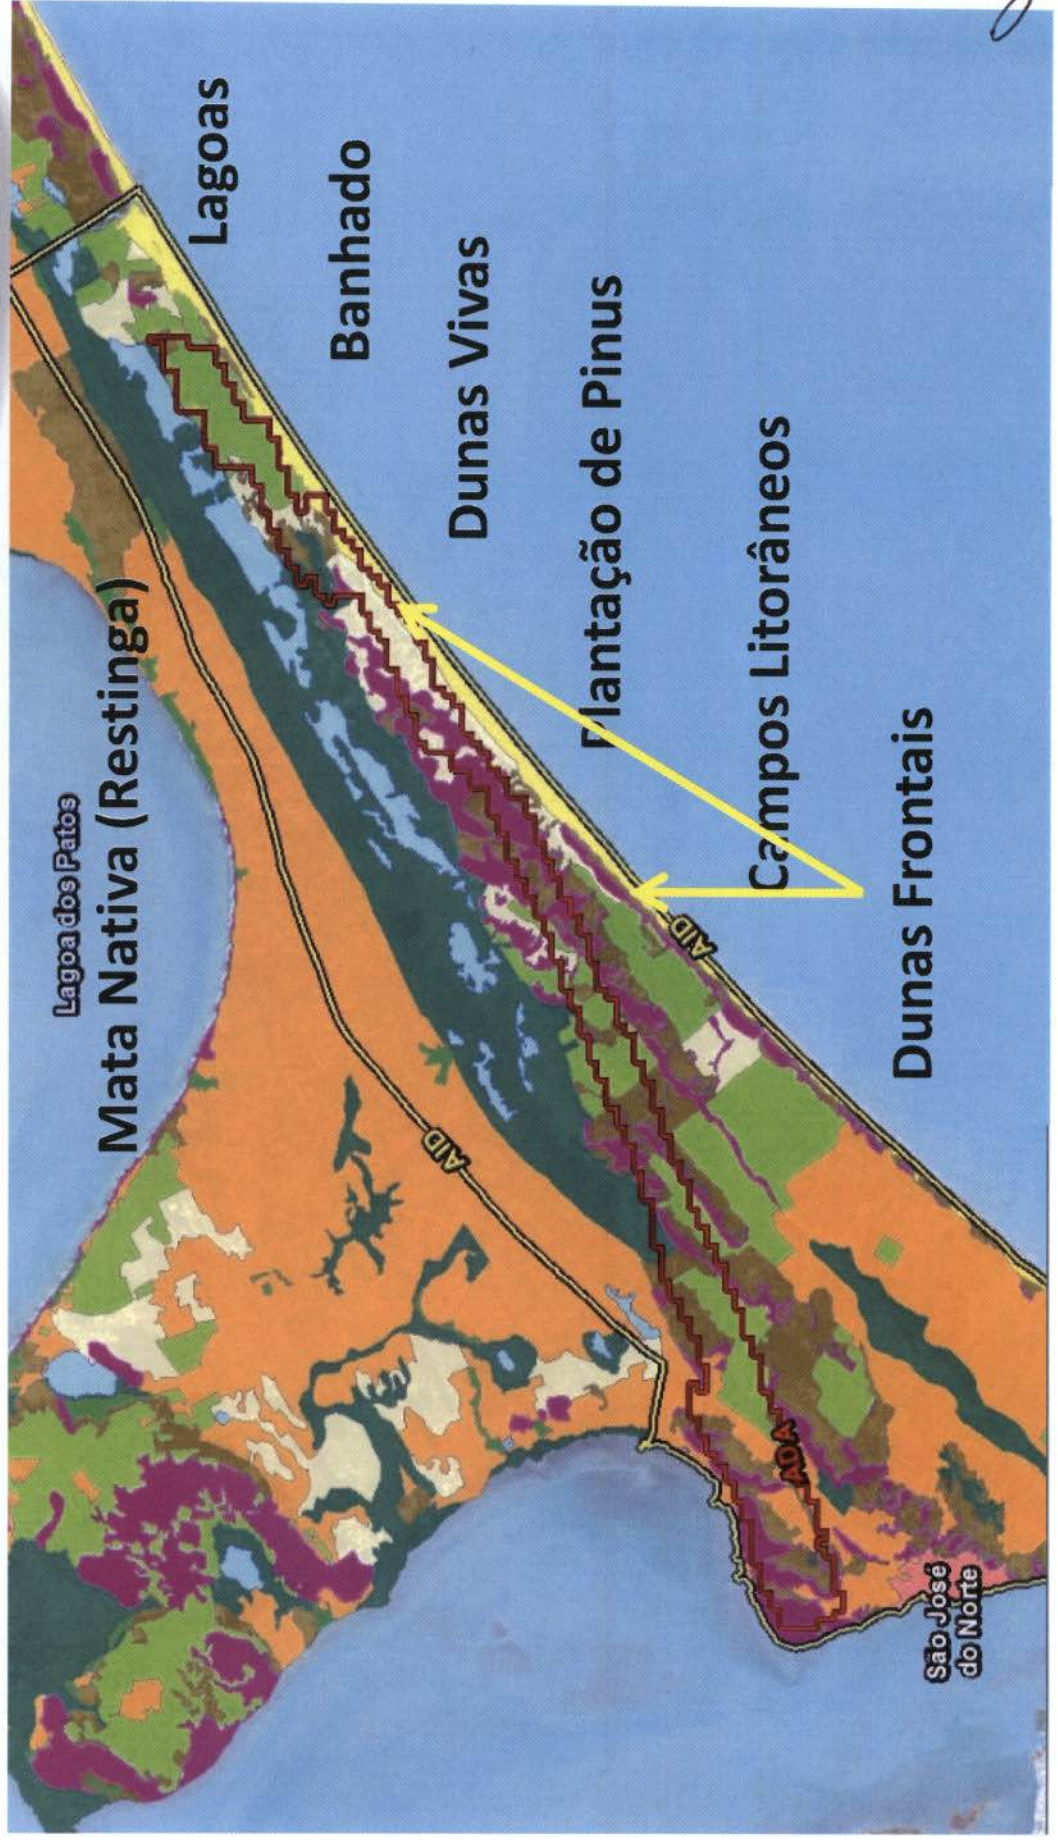 Lagoa dos Patos
Mata Nativa (Restinga)
Lagoas
Banhado
Dunas Vivas
Plantação de Pinus
Campos Litorâneos
Dunas Frontais
AID
AID
ADA
São José
do Norte